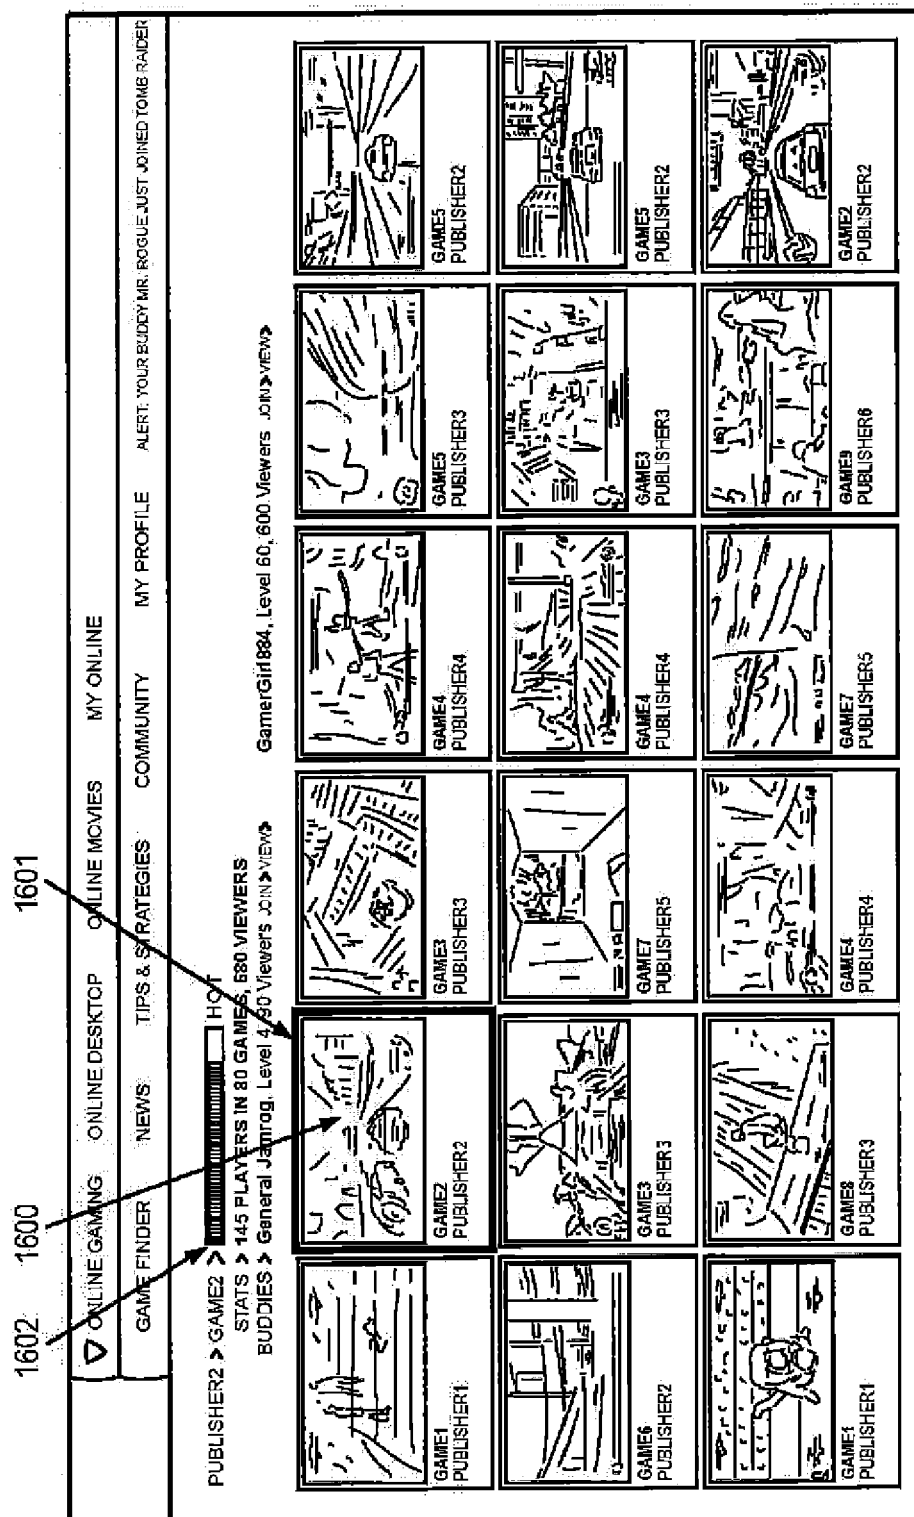 1602
1600
1601
ONLINE GAMING ONLINE DESKTOP ONLINE MOVIES MY ONLINE
GAME FINDER NEWS TIPS & STRATEGIES COMMUNITY MY PROFILE ALERT: YOUR BUDDY MR. ROGUE JUST JOINED TOMB RAIDER
PUBLISHER2 > GAME2 > HOT
STATS > 145 PLAYERS IN 80 GAMES, 680 VIEWERS
BUDDIES > General Jamrog, Level 4, 90 Viewers JOIN > VIEW> GamerGirl884, Level 60, 600 Viewers JOIN > VIEW>
GAME1 GAME2 GAME3 GAME4 GAME5 GAME5
PUBLISHER1 PUBLISHER2 PUBLISHER3 PUBLISHER4 PUBLISHER3 PUBLISHER2
GAME6 GAME3 GAME7 GAME4 GAME3 GAME5
PUBLISHER2 PUBLISHER3 PUBLISHER5 PUBLISHER4 PUBLISHER3 PUBLISHER2
GAME1 GAME8 GAME4 GAME7 GAME9 GAME2
PUBLISHER1 PUBLISHER3 PUBLISHER4 PUBLISHER5 PUBLISHER6 PUBLISHER2